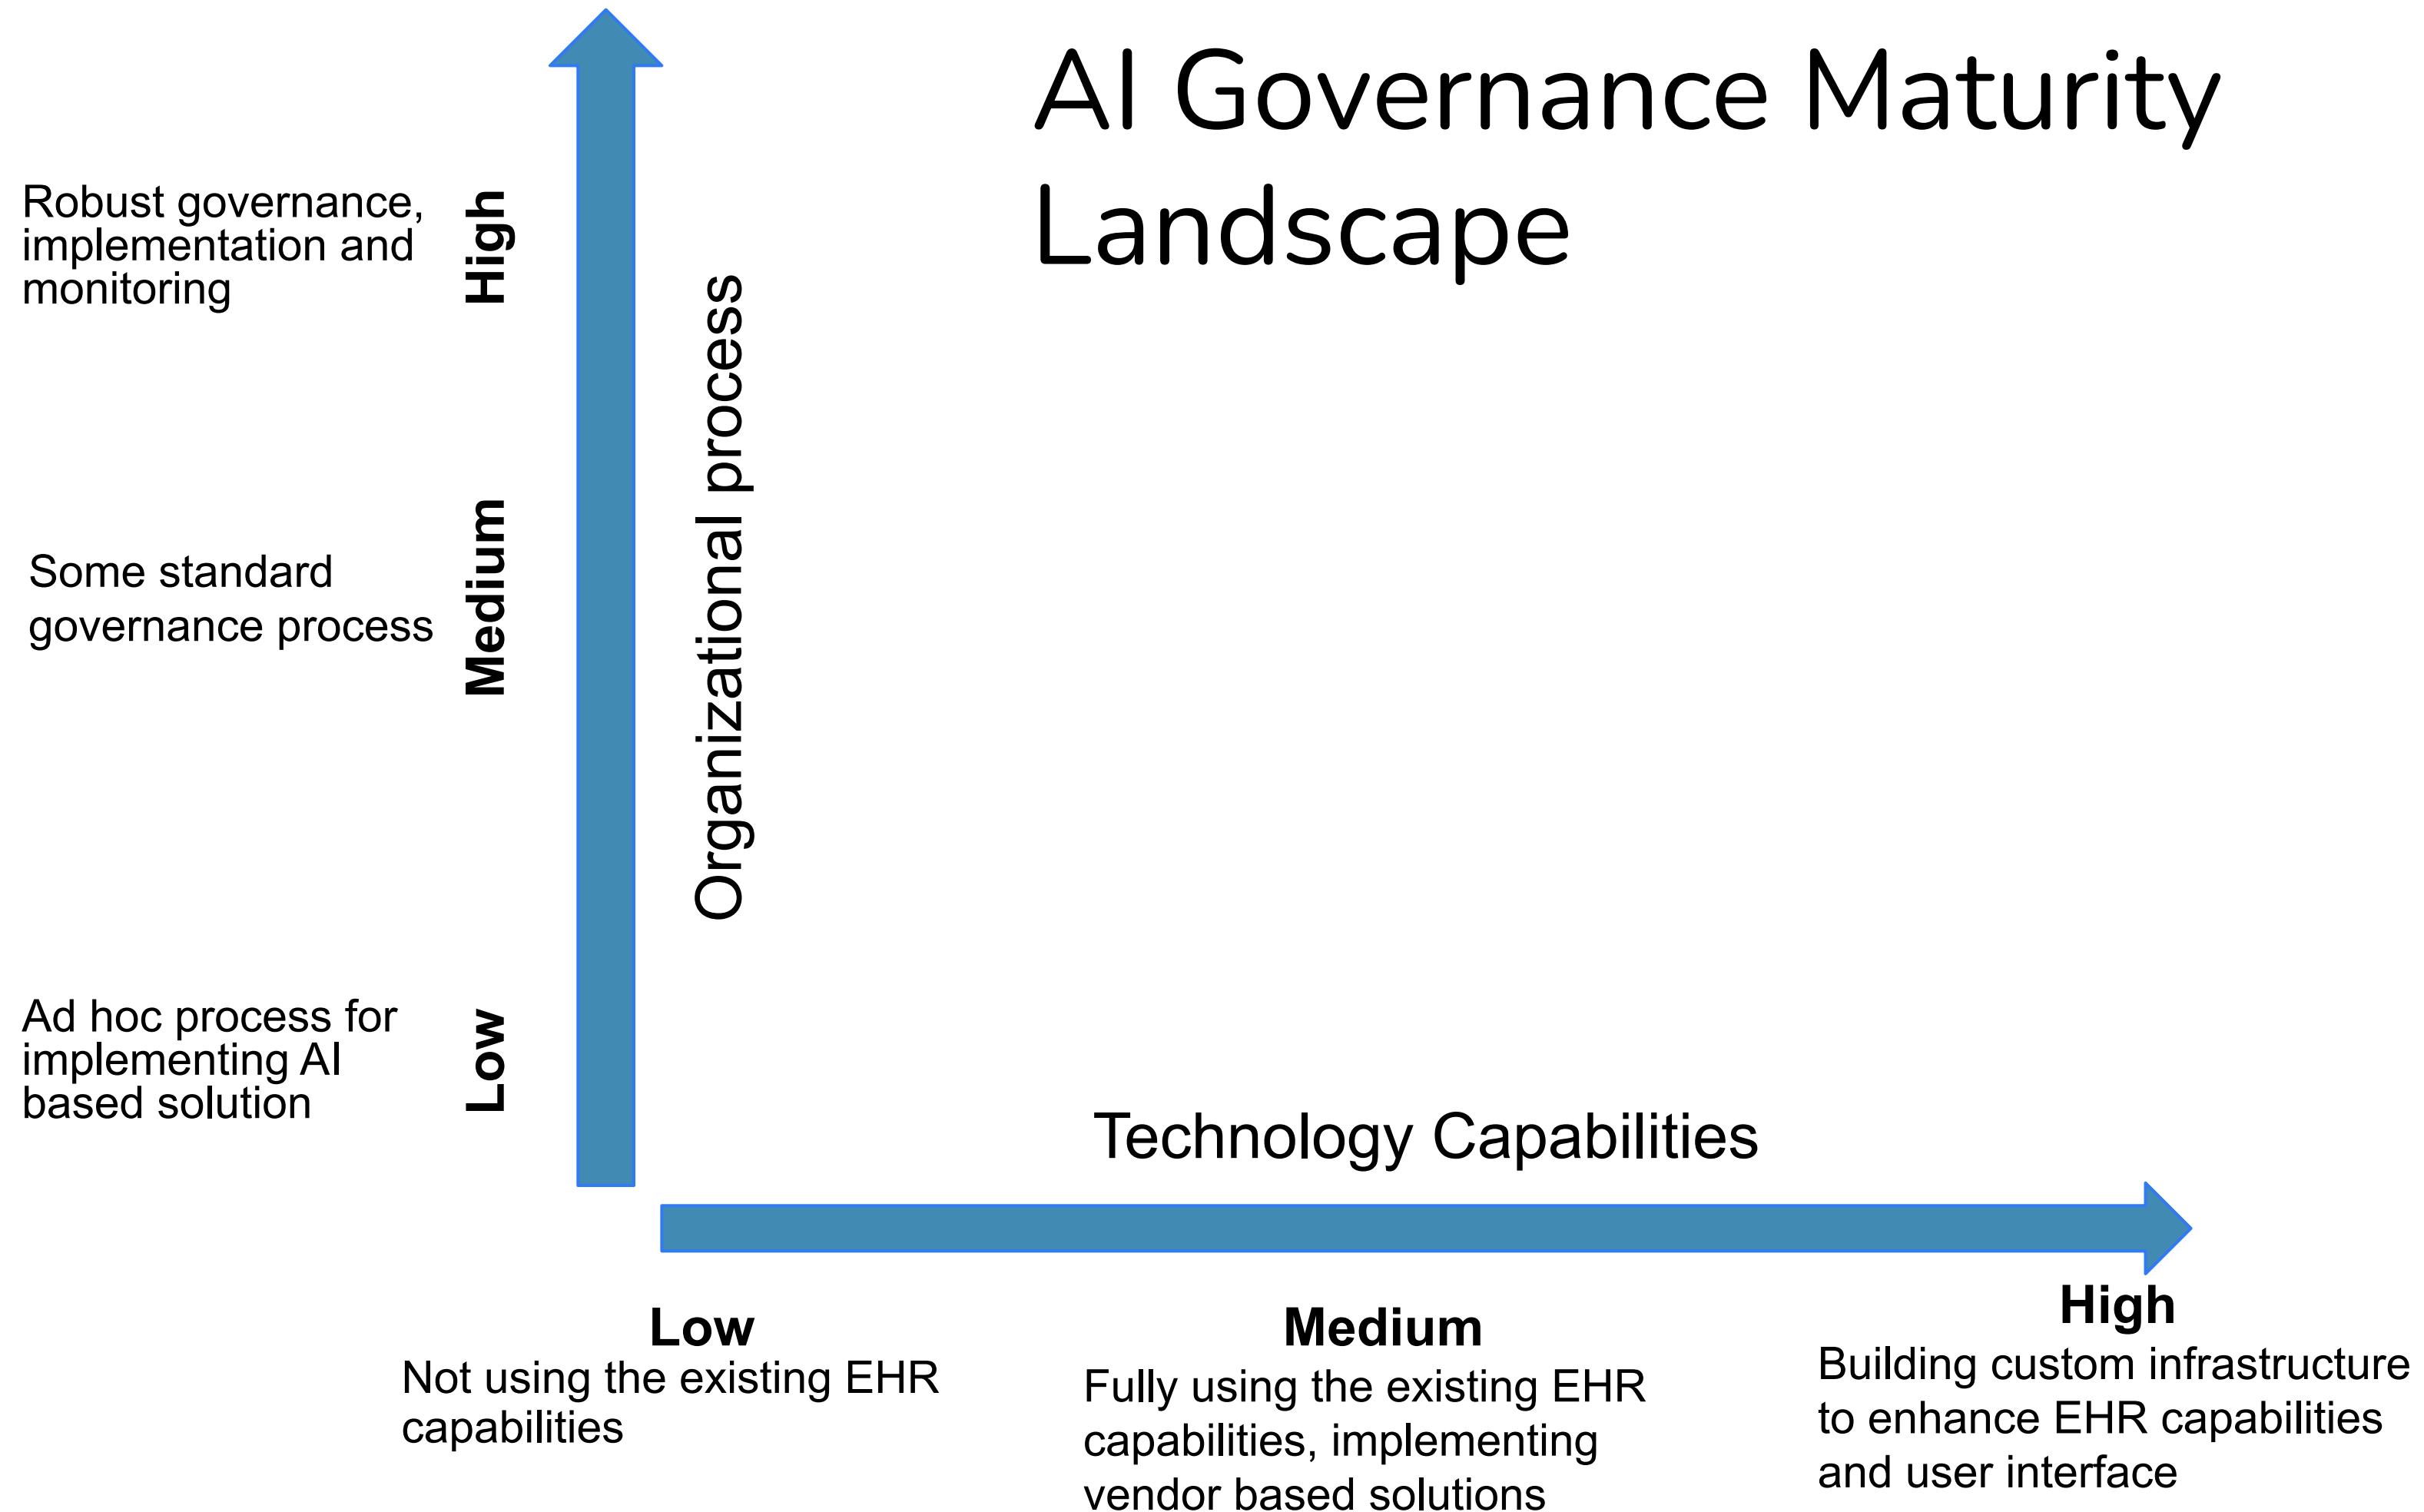 AI Governance Maturity
Landscape
Robust governance,
implementation and
monitoring
High
Organizational process
Some standard
governance process
Medium
Ad hoc process for
implementing AI
based solution
Low
Technology Capabilities
Low
Not using the existing EHR
capabilities
Medium
Fully using the existing EHR
capabilities, implementing
vendor based solutions
High
Building custom infrastructure
to enhance EHR capabilities
and user interface